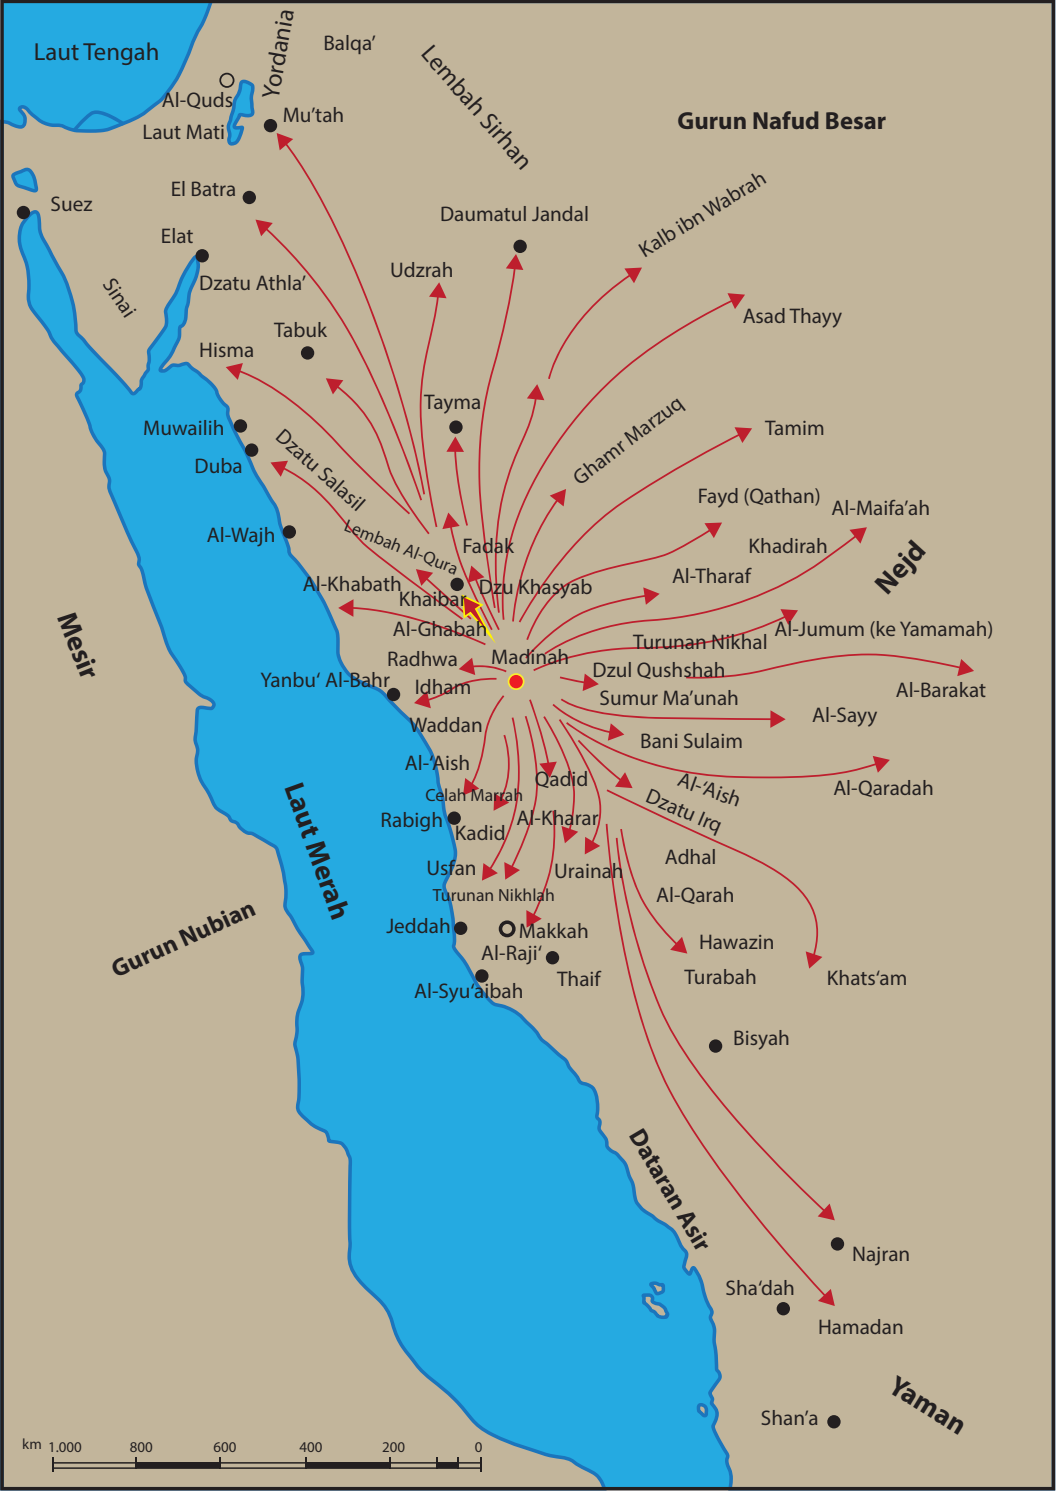 Laut Tengah
Yordania
Balqa’
Lembah Sirhan
Al-Quds
Mu’tah
Laut Mati
Gurun Nafud Besar
El Batra
Suez
Daumatul Jandal
Kalb ibn Wabrah
Elat
Udzrah
Dzatu Athla’
Sinai
Asad Thayy
Tabuk
Hisma
Tayma
Ghamr Marzuq
Muwailih
Dzatu Salasil
Tamim
Duba
Fayd (Qathan)
Al-Maifa’ah
Al-Wajh
Lembah Al-Qura
Fadak
Khadirah
Nejd
Al-Khabath
Khaibar
Dzu Khasyab
Al-Tharaf
Mesir
Al-Ghabah
Turunan Nikhal
Al-Jumum (ke Yamamah)
Radhwa
Madinah
Dzul Qushshah
Yanbu‘ Al-Bahr
Idham
Sumur Ma’unah
Al-Barakat
Waddan
Al-Sayy
Bani Sulaim
Al-‘Aish
Qadid
Al-‘Aish
Al-Qaradah
Celah Marrah
Dzatu Irq
Laut Merah
Rabigh
Kadid
Al-Kharar
Usfan
Urainah
Adhal
Turunan Nikhlah
Al-Qarah
Gurun Nubian
Jeddah
Makkah
Hawazin
Al-Raji‘
Thaif
Turabah
Khats‘am
Al-Syu‘aibah
Bisyah
Dataran Asir
Najran
Sha‘dah
Hamadan
Yaman
Shan’a
km 1.000 800 600 400 200 0